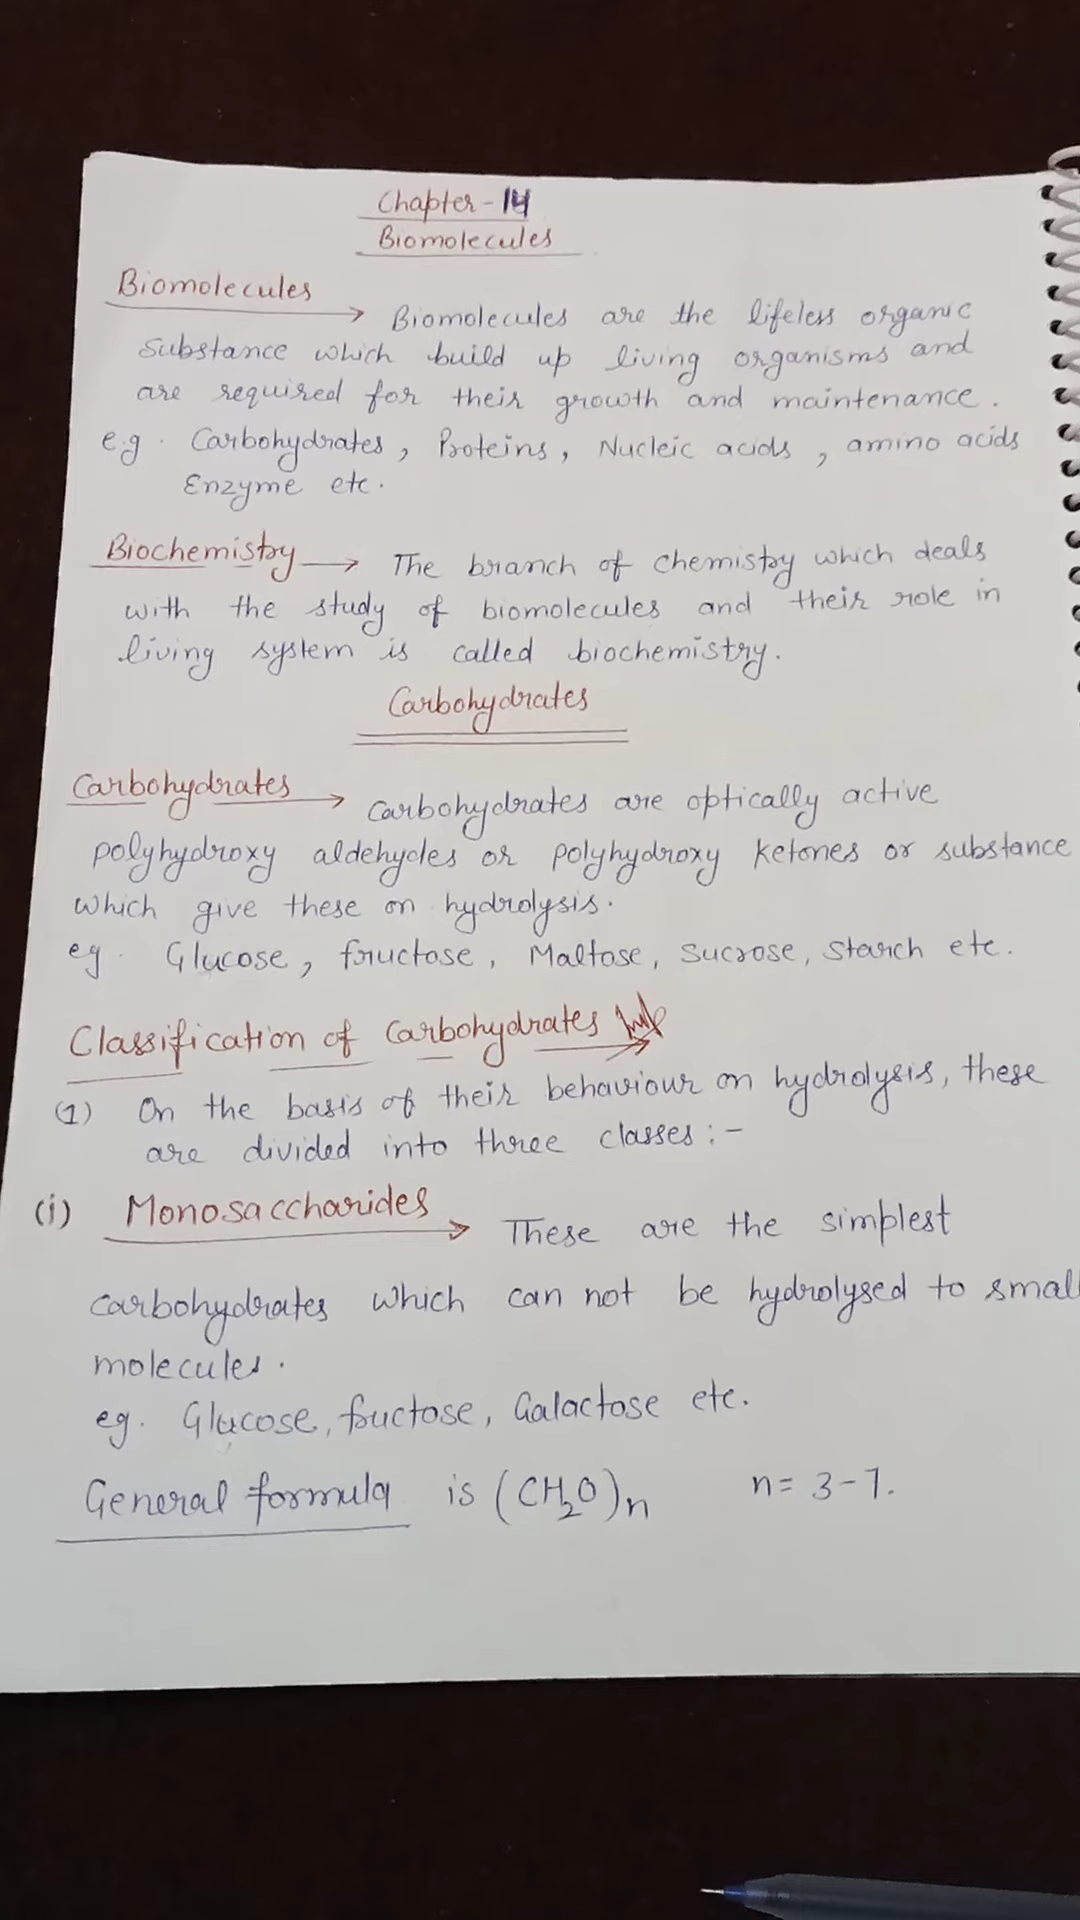 Chapter-14
Biomolecules
Biomolecules
→ Biomolecules are the lifeless organic
substance which build up living organisms and
are required for their growth and maintenance.
e.g. Carbohydrates, Proteins, Nucleic acids, amino acids
Enzyme etc.
Biochemistry → The branch of chemistry which deals
with the study of biomolecules and their role in
living system is called biochemistry.
Carbohydrates
Carbohydrates → Carbohydrates are optically active
polyhydroxy aldehydes or polyhydroxy ketones or substance
which give these on hydrolysis.
eg. Glucose, fructose, Maltose, Sucrose, Starch etc.
Classification of Carbohydrates Imp →
(1) On the basis of their behaviour on hydrolysis, these
are divided into three classes:-
(i) Monosaccharides → These are the simplest
carbohydrates which can not be hydrolysed to small
molecules.
eg. Glucose, fructose, Galactose etc.
General formula is (CH₂O)n n= 3-7.